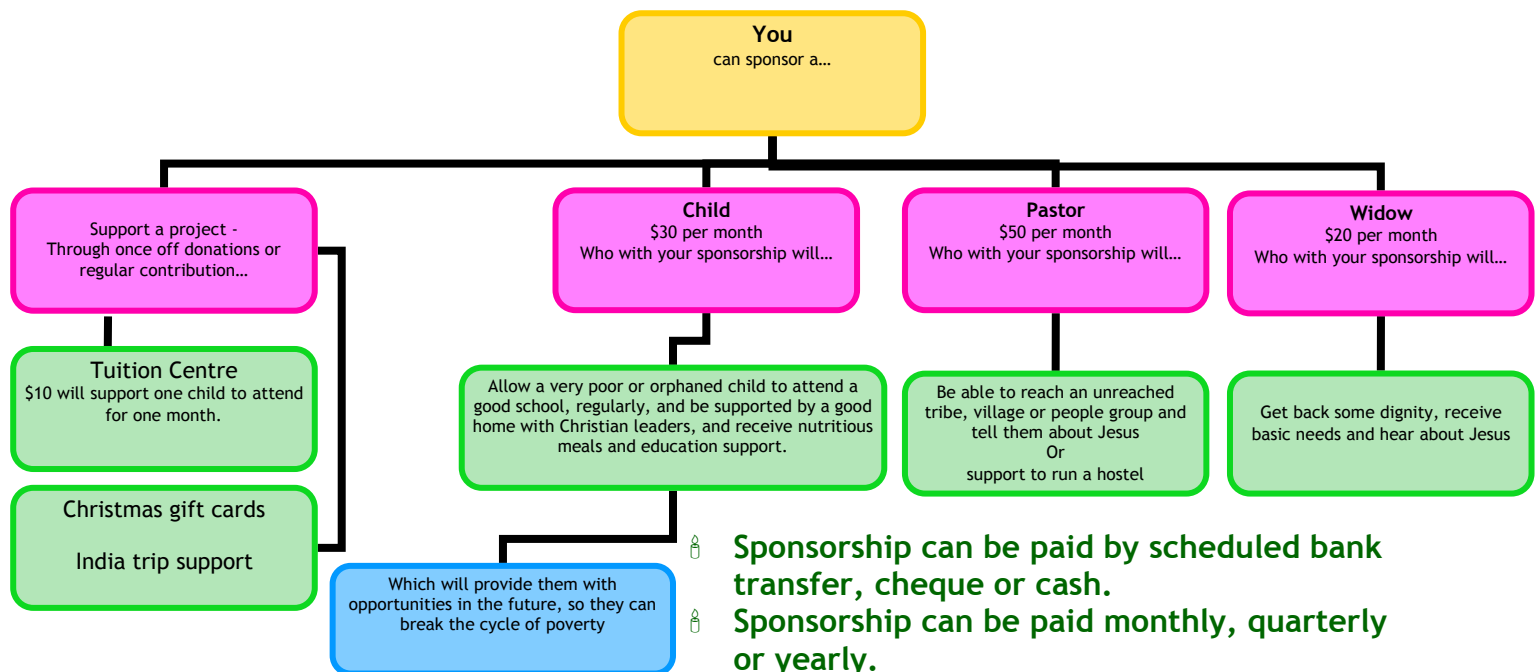 You
can sponsor a…
Support a project -
Through once off donations or
regular contribution…
Child
$30 per month
Who with your sponsorship will…
Pastor
$50 per month
Who with your sponsorship will…
Widow
$20 per month
Who with your sponsorship will…
Tuition Centre
$10 will support one child to attend
for one month.
Allow a very poor or orphaned child to attend a
good school, regularly, and be supported by a good
home with Christian leaders, and receive nutritious
meals and education support.
Be able to reach an unreached
tribe, village or people group and
tell them about Jesus
Or
support to run a hostel
Get back some dignity, receive
basic needs and hear about Jesus
Christmas gift cards
India trip support
Which will provide them with
opportunities in the future, so they can
break the cycle of poverty
Sponsorship can be paid by scheduled bank
transfer, cheque or cash.
Sponsorship can be paid monthly, quarterly
or yearly.